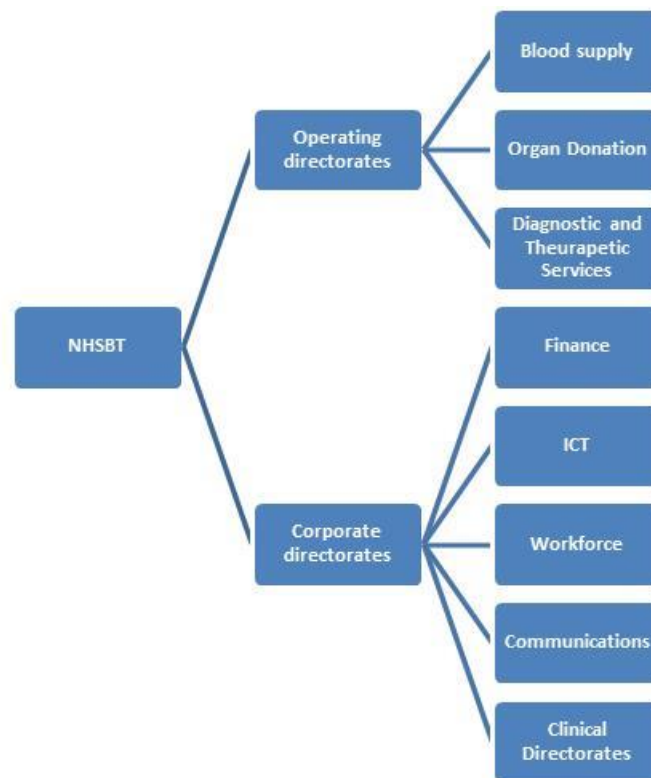 Blood supply
Operating
directorates
Organ Donation
Diagnostic and
Theurapetic
Services
NHSBT
Finance
ICT
Corporate
directorates
Workforce
Communications
Clinical
Directorates